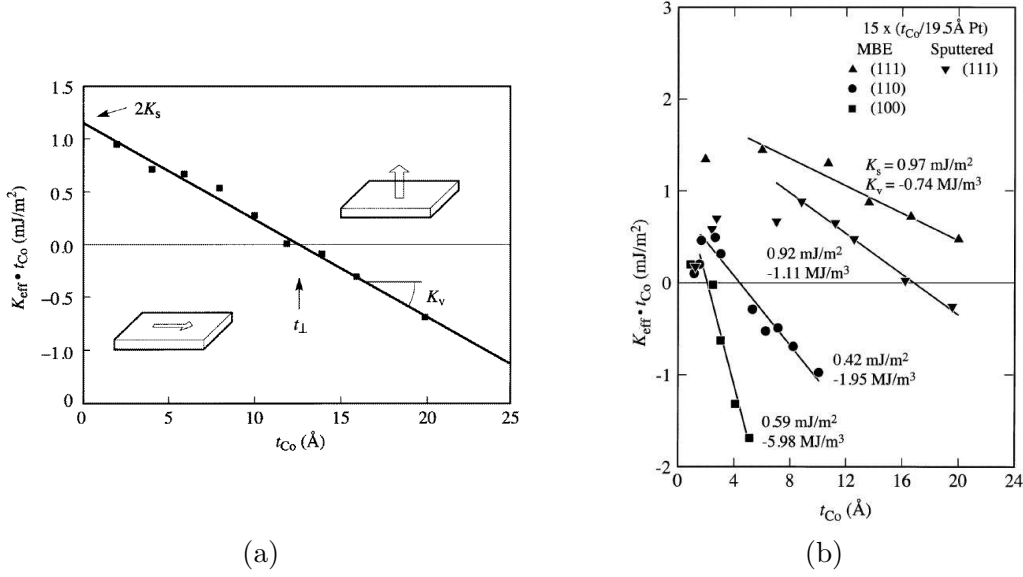 1.5
1.0
0.5
0.0
−0.5
−1.0
0
0
5
10
15
20
25
K_eff • t_Co (mJ/m²)
t_Co (Å)
2K_s
t_⊥
K_v
(a)
3
2
1
0
-1
-2
0
4
8
12
16
20
24
K_eff • t_Co (mJ/m²)
t_Co (Å)
15 x (t_Co/19.5Å Pt)
MBE Sputtered
▲ (111) ▼ (111)
● (110)
■ (100)
K_s = 0.97 mJ/m²
K_v = -0.74 MJ/m³
0.92 mJ/m²
-1.11 MJ/m³
0.42 mJ/m²
-1.95 MJ/m³
0.59 mJ/m²
-5.98 MJ/m³
(b)